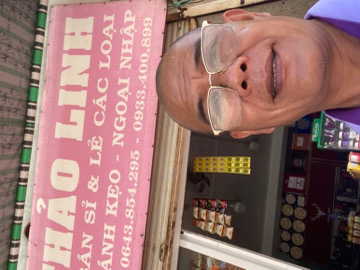 THẢO LINH
BÁN SỈ & LẺ CÁC LOẠI
BÁNH KẸO - NGOẠI NHẬP
0643.854.295 - 0933.400.899